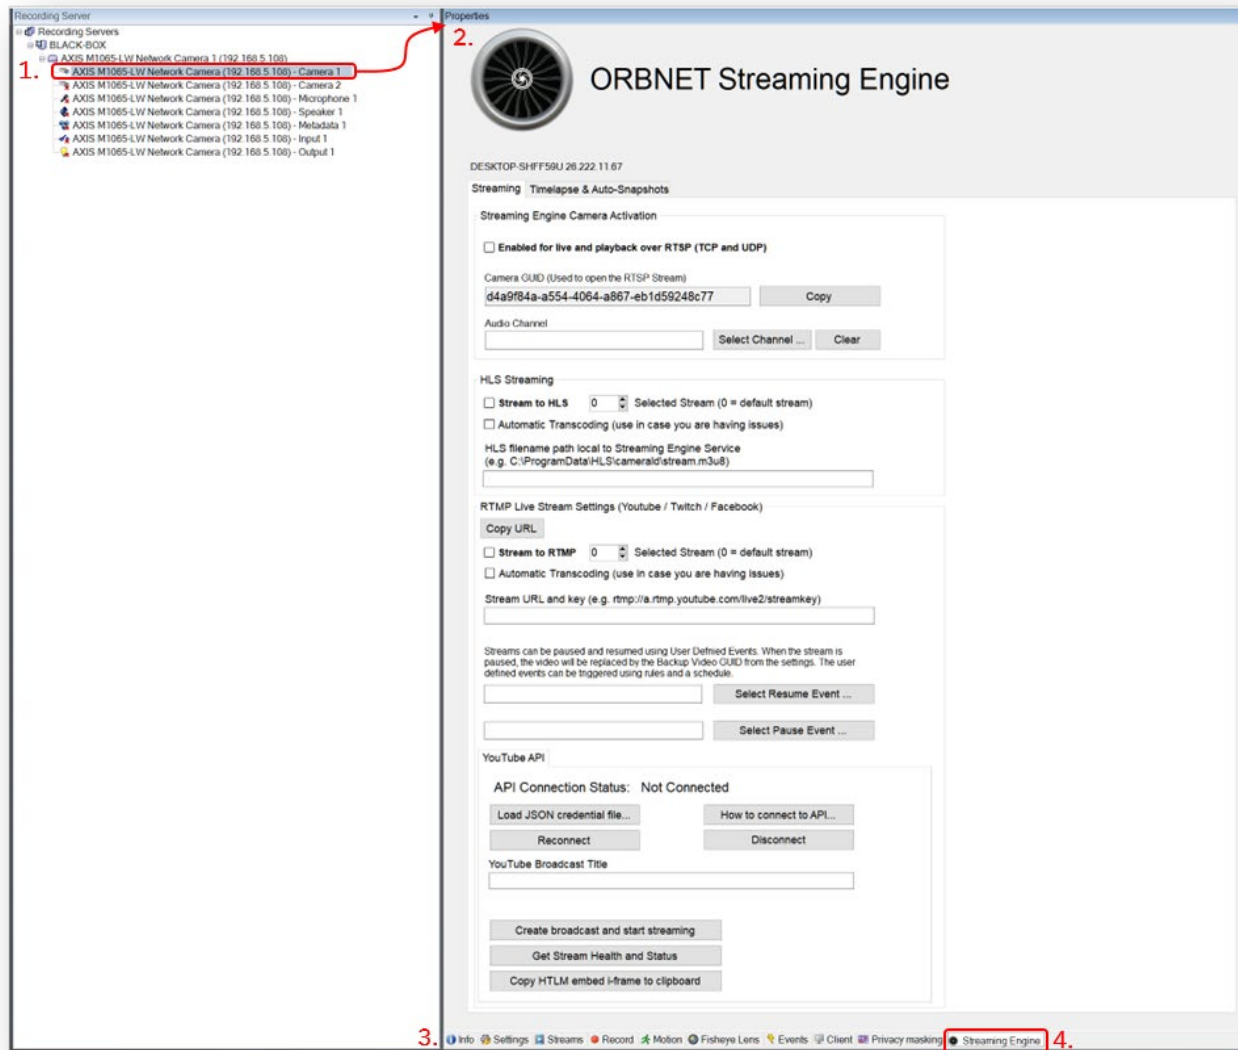 Recording Server
Recording Servers
BLACK-BOX
AXIS M1065-LW Network Camera 1 (192.168.5.108)
1.
AXIS M1065-LW Network Camera (192.168.5.108) - Camera 1
AXIS M1065-LW Network Camera (192.168.5.108) - Camera 2
AXIS M1065-LW Network Camera (192.168.5.108) - Microphone 1
AXIS M1065-LW Network Camera (192.168.5.108) - Speaker 1
AXIS M1065-LW Network Camera (192.168.5.108) - Metadata 1
AXIS M1065-LW Network Camera (192.168.5.108) - Input 1
AXIS M1065-LW Network Camera (192.168.5.108) - Output 1
Properties
2.
ORBNET Streaming Engine
DESKTOP-SHFF59U 26.222.11.67
Streaming Timelapse & Auto-Snapshots
Streaming Engine Camera Activation
Enabled for live and playback over RTSP (TCP and UDP)
Camera GUID (Used to open the RTSP Stream)
d4a9f84a-a554-4064-a867-eb1d59248c77 Copy
Audio Channel
Select Channel ... Clear
HLS Streaming
Stream to HLS 0 Selected Stream (0 = default stream)
Automatic Transcoding (use in case you are having issues)
HLS filename path local to Streaming Engine Service
(e.g. C:\ProgramData\HLS\cameraId\stream.m3u8)
RTMP Live Stream Settings (Youtube / Twitch / Facebook)
Copy URL
Stream to RTMP 0 Selected Stream (0 = default stream)
Automatic Transcoding (use in case you are having issues)
Stream URL and key (e.g. rtmp://a.rtmp.youtube.com/live2/streamkey)
Streams can be paused and resumed using User Defnied Events. When the stream is
paused, the video will be replaced by the Backup Video GUID from the settings. The user
defined events can be triggered using rules and a schedule.
Select Resume Event ...
Select Pause Event ...
YouTube API
API Connection Status: Not Connected
Load JSON credential file... How to connect to API...
Reconnect Disconnect
YouTube Broadcast Title
Create broadcast and start streaming
Get Stream Health and Status
Copy HTLM embed i-frame to clipboard
3. Info Settings Streams Record Motion Fisheye Lens Events Client Privacy masking Streaming Engine 4.